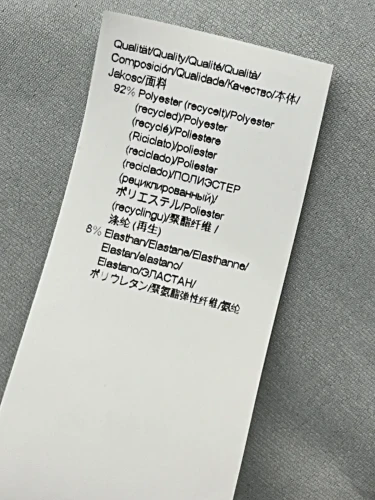 Qualität/Quality/Qualité/Qualità/
Composición/Qualidade/Качество/本体/
Jakosc/面料
92% Polyester (recycelt)/Polyester
(recycled)/Polyester
(recyclé)/Poliestere
(Riciclato)/poliester
(reciclado)/Poliester
(reciclado)/ПОЛИЭСТЕР
(рециклированный)/
ポリエステル/Poliester
(recyclingu)/聚酯纤维 /
涤纶 (再生)
8% Elasthan/Elastane/Elasthanne/
Elastan/elastano/
Elastano/ЭЛАСТАН/
ポリウレタン/聚氨酯弹性纤维/氨纶